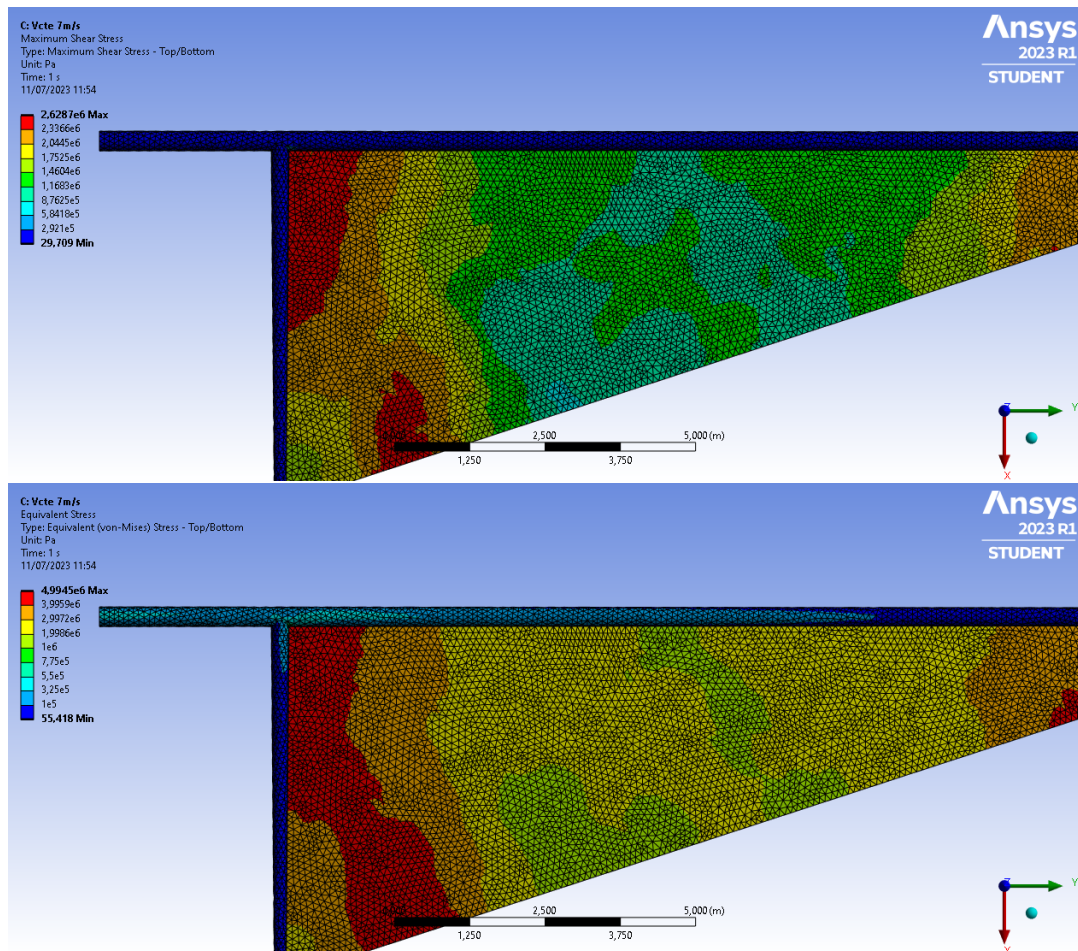 C: Vcte 7m/s
Maximum Shear Stress
Type: Maximum Shear Stress - Top/Bottom
Unit: Pa
Time: 1 s
11/07/2023 11:54
2,6287e6 Max
2,3366e6
2,0445e6
1,7525e6
1,4604e6
1,1683e6
8,7625e5
5,8418e5
2,921e5
29,709 Min
Ansys
2023 R1
STUDENT
2,500
5,000 (m)
1,250
3,750
Z
Y
X
C: Vcte 7m/s
Equivalent Stress
Type: Equivalent (von-Mises) Stress - Top/Bottom
Unit: Pa
Time: 1 s
11/07/2023 11:54
4,9945e6 Max
3,9959e6
2,9972e6
1,9986e6
1e6
7,75e5
5,5e5
3,25e5
1e5
55,418 Min
Ansys
2023 R1
STUDENT
2,500
5,000 (m)
1,250
3,750
Z
Y